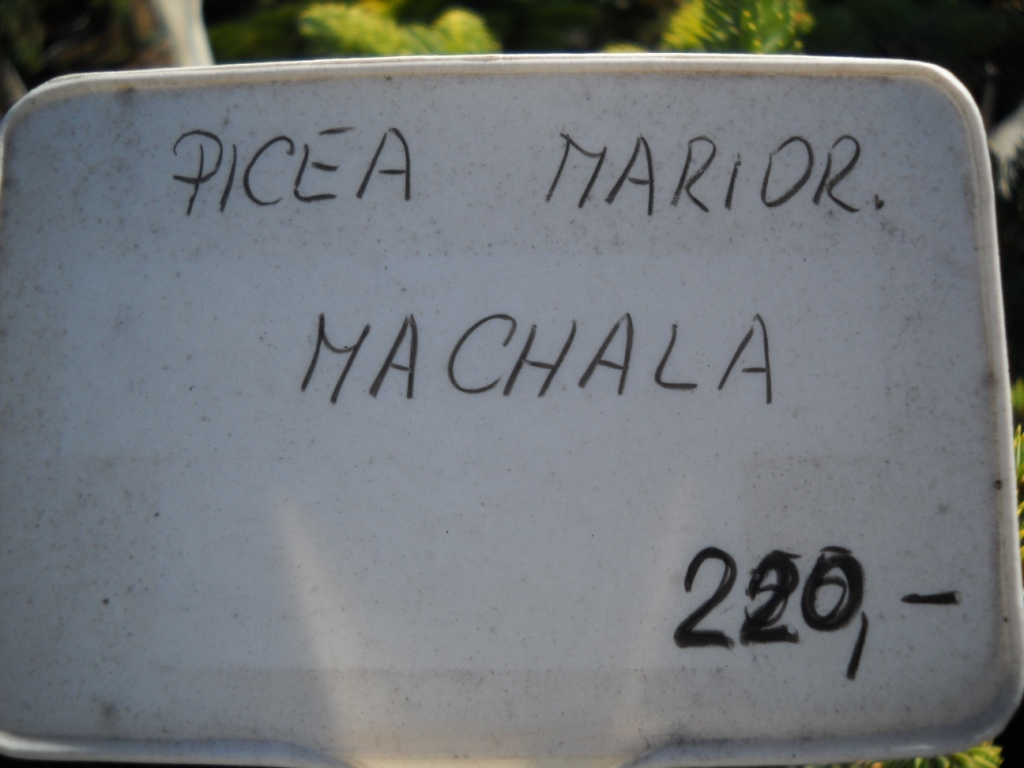 PICEA MARIOR.
MACHALA
220,-